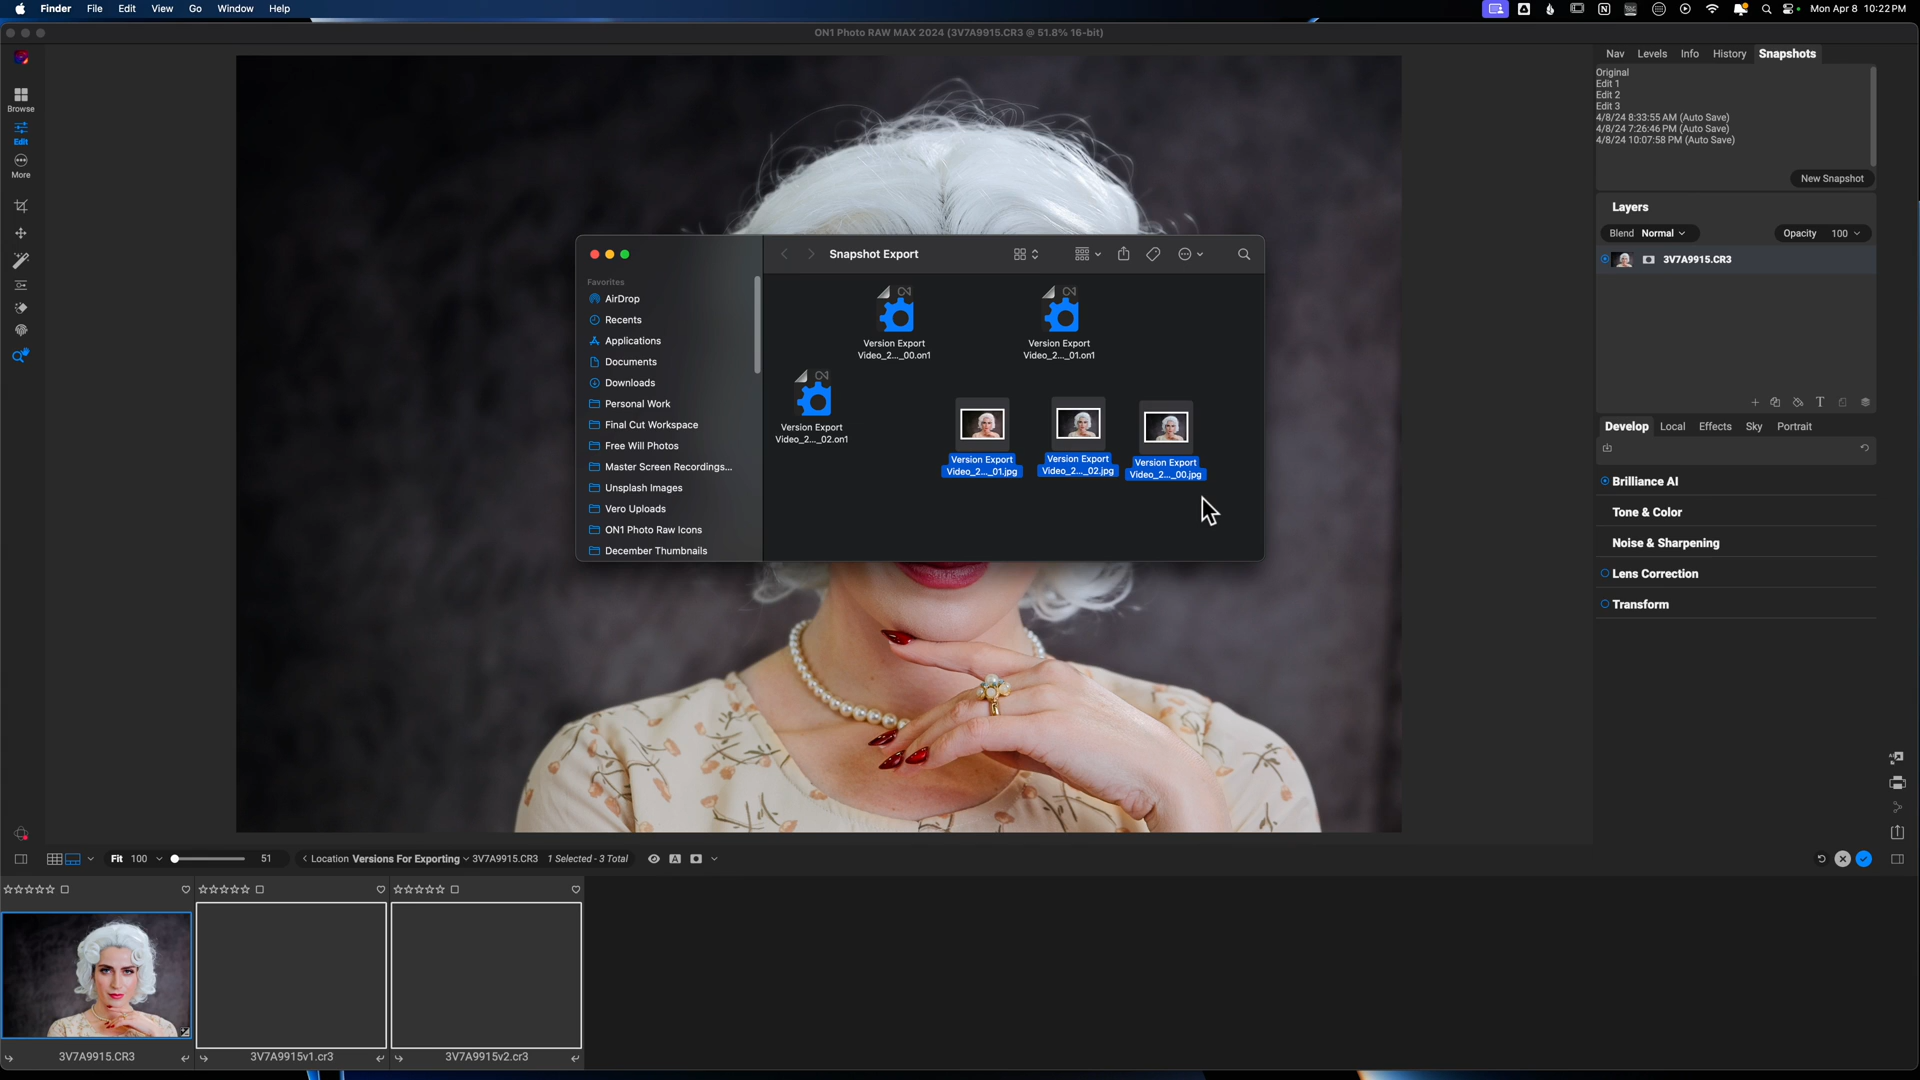 Finder File Edit View Go Window Help
Mon Apr 8 10:22 PM
ON1 Photo RAW MAX 2024 (3V7A9915.CR3 @ 51.8% 16-bit)
Browse
Edit
More
Nav Levels Info History Snapshots
Original
Edit 1
Edit 2
Edit 3
4/8/24 8:33:55 AM (Auto Save)
4/8/24 7:26:46 PM (Auto Save)
4/8/24 10:07:58 PM (Auto Save)
New Snapshot
Layers
Blend Normal Opacity 100
3V7A9915.CR3
Develop Local Effects Sky Portrait
Brilliance AI
Tone & Color
Noise & Sharpening
Lens Correction
Transform
Snapshot Export
Favorites
AirDrop
Recents
Applications
Documents
Downloads
Personal Work
Final Cut Workspace
Free Will Photos
Master Screen Recordings...
Unsplash Images
Vero Uploads
ON1 Photo Raw Icons
December Thumbnails
Version Export
Video_2..._00.on1
Version Export
Video_2..._01.on1
Version Export
Video_2..._02.on1
Version Export
Video_2..._01.jpg
Version Export
Video_2..._02.jpg
Version Export
Video_2..._00.jpg
Fit 100 51 Location Versions For Exporting 3V7A9915.CR3 1 Selected - 3 Total
3V7A9915.CR3
3V7A9915v1.cr3
3V7A9915v2.cr3